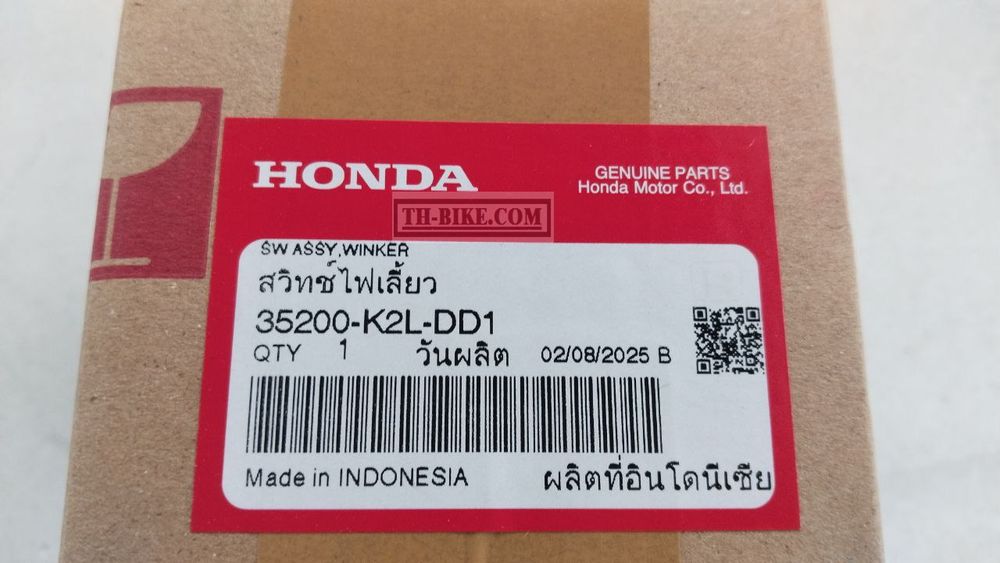 HONDA
GENUINE PARTS
Honda Motor Co., Ltd.
TH-BIKE.COM
SW ASSY,WINKER
สวิทช์ไฟเลี้ยว
35200-K2L-DD1
QTY 1 วันผลิต 02/08/2025 B
Made in INDONESIA ผลิตที่อินโดนีเซีย